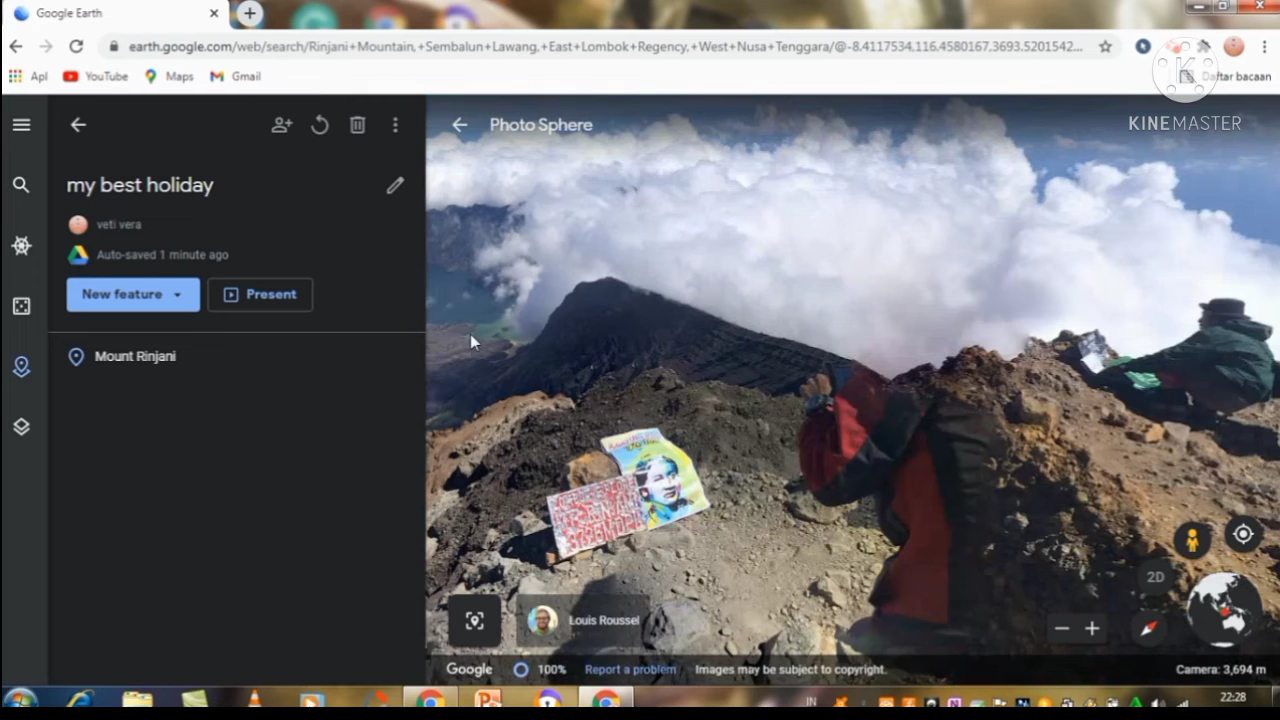 Google Earth
earth.google.com/web/search/Rinjani+Mountain,+Sembalun+Lawang,+East+Lombok+Regency,+West+Nusa+Tenggara/@-8.4117534,116.4580167,3693.5201542...
Apl
YouTube
Maps
Gmail
Daftar bacaan
KINEMASTER
Photo Sphere
my best holiday
veti vera
Auto-saved 1 minute ago
New feature
Present
Mount Rinjani
2D
Louis Roussel
Google
100%
Report a problem
Images may be subject to copyright.
Camera: 3,694 m
IN
22:28